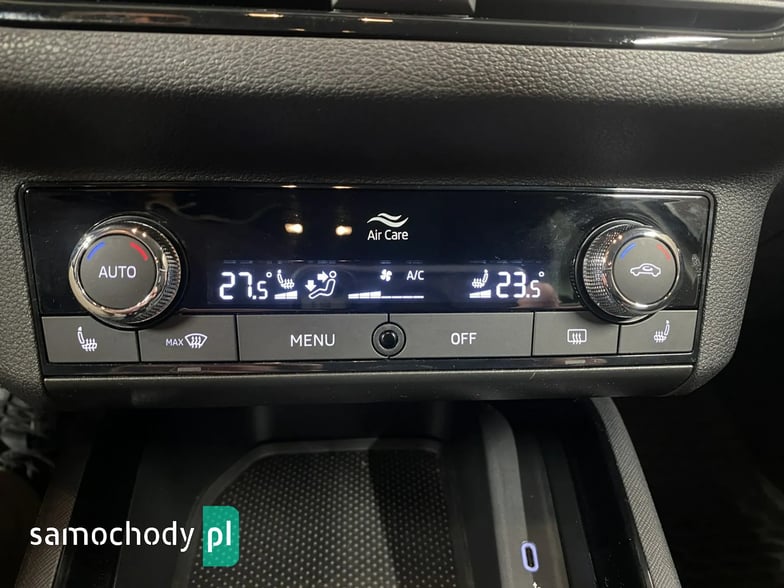 Air Care
AUTO
27.5° A/C 23.5°
MAX MENU OFF
samochody pl